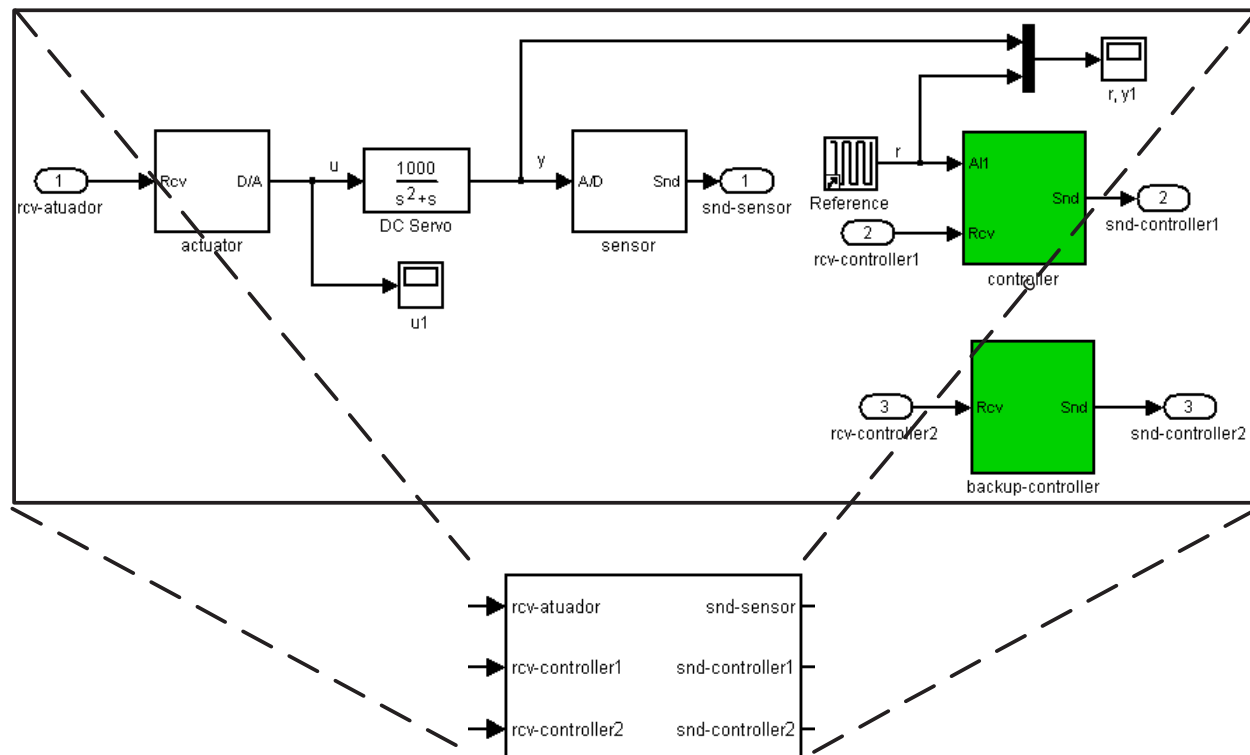 r, y1
1
rcv-atuador
Rcv
D/A
actuator
u
1000
s²+s
DC Servo
u1
y
A/D
Snd
sensor
1
snd-sensor
Reference
r
2
rcv-controller1
AI1
Rcv
Snd
controller
2
snd-controller1
3
rcv-controller2
Rcv
Snd
backup-controller
3
snd-controller2
rcv-atuador
snd-sensor
rcv-controller1
snd-controller1
rcv-controller2
snd-controller2